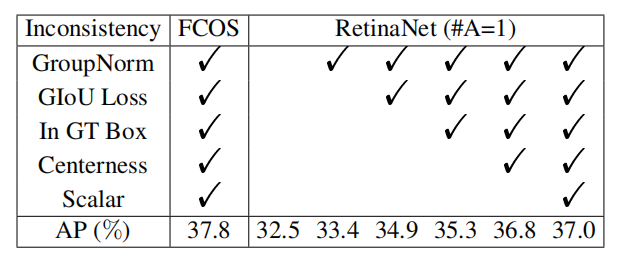 Inconsistency FCOS RetinaNet (#A=1)
GroupNorm ✓ ✓ ✓ ✓ ✓ ✓
GIoU Loss ✓ ✓ ✓ ✓ ✓
In GT Box ✓ ✓ ✓ ✓
Centerness ✓ ✓ ✓
Scalar ✓ ✓
AP (%) 37.8 32.5 33.4 34.9 35.3 36.8 37.0